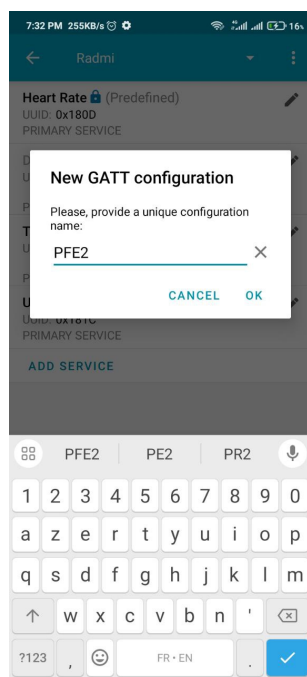 7:32 PM 255KB/s
16%
Radmi
Heart Rate (Predefined)
UUID: 0x180D
PRIMARY SERVICE
D
U
P
New GATT configuration
Please, provide a unique configuration
name:
PFE2
CANCEL OK
T
U
P
U
UUID: 0x181C
PRIMARY SERVICE
ADD SERVICE
PFE2 PE2 PR2
1 2 3 4 5 6 7 8 9 0
a z e r t y u i o p
q s d f g h j k l m
w x c v b n '
?123 , FR • EN .